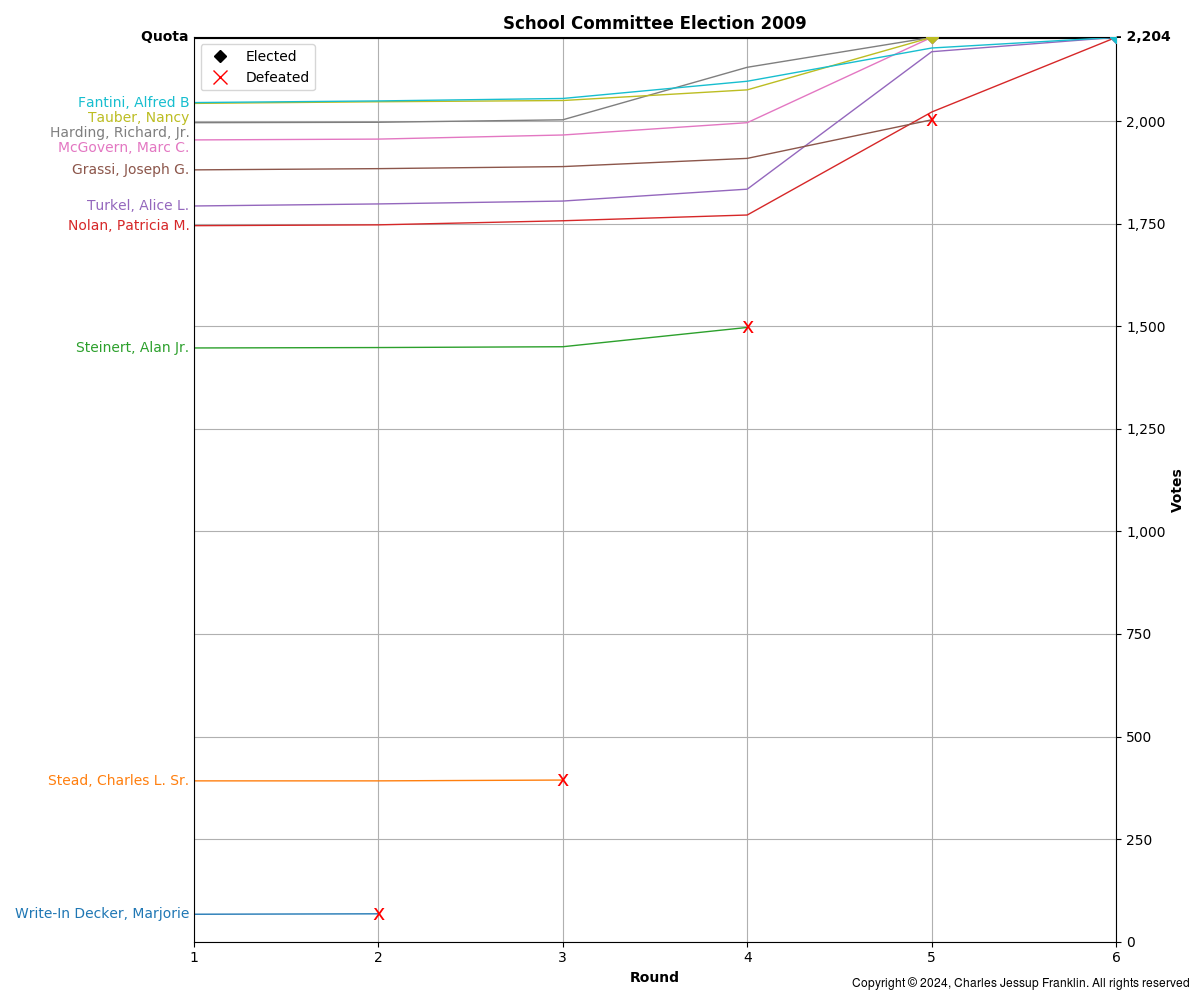 School Committee Election 2009
Quota
2,204
Elected
Defeated
Fantini, Alfred B
Tauber, Nancy
Harding, Richard, Jr.
McGovern, Marc C.
Grassi, Joseph G.
Turkel, Alice L.
Nolan, Patricia M.
Steinert, Alan Jr.
Stead, Charles L. Sr.
Write-In Decker, Marjorie
2,000
1,750
1,500
1,250
1,000
750
500
250
0
Votes
1 2 3 4 5 6
Round
Copyright © 2024, Charles Jessup Franklin. All rights reserved